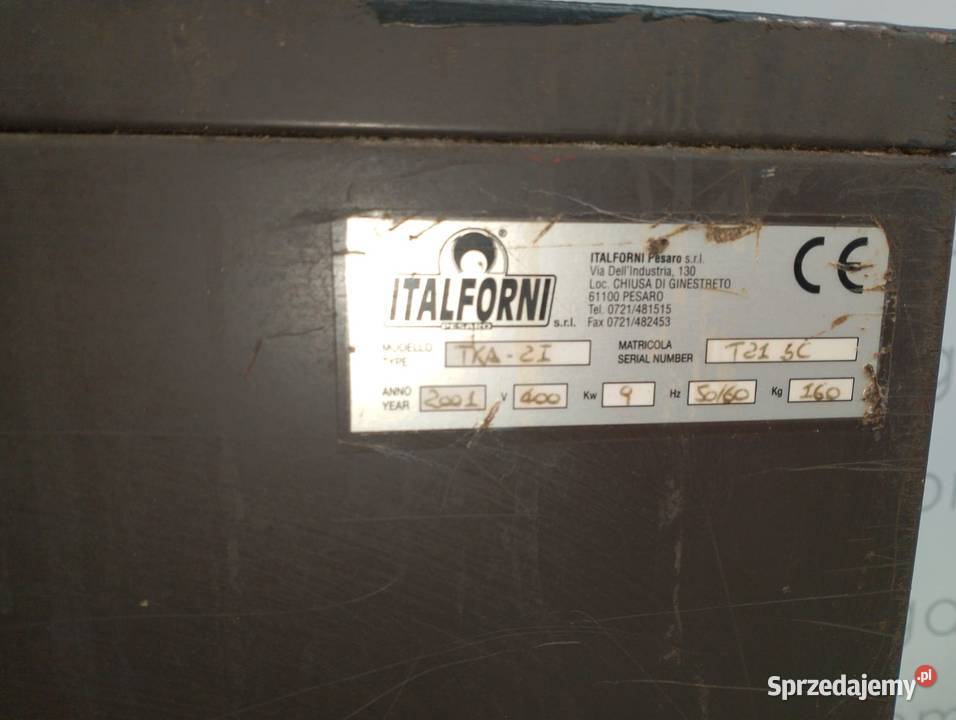 ITALFORNI
PESARO
s.r.l.
®
ITALFORNI Pesaro s.r.l.
Via Dell'Industria, 130
Loc. CHIUSA DI GINESTRETO
61100 PESARO
Tel. 0721/481515
Fax 0721/482453
CE
MODELLO
TYPE
TKA-2I
MATRICOLA
SERIAL NUMBER
T21
ANNO
YEAR
2001
V
400
Kw
9
Hz
50/60
Kg
160
Sprzedajemy.pl